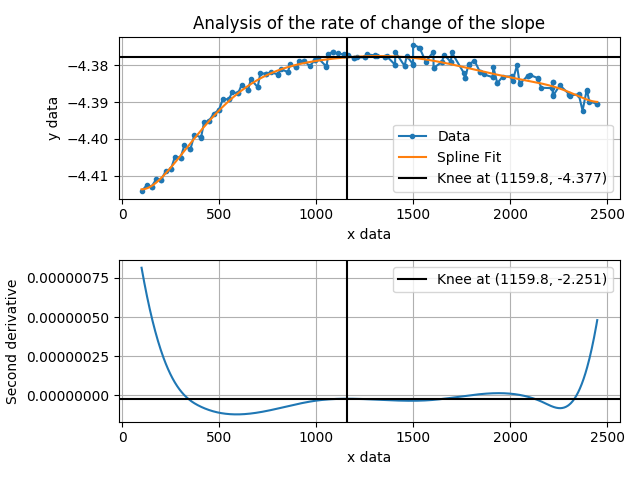 Analysis of the rate of change of the slope
−4.38
−4.39
−4.40
−4.41
y data
Data
Spline Fit
Knee at (1159.8, -4.377)
0 500 1000 1500 2000 2500
x data
0.00000075
0.00000050
0.00000025
0.00000000
Second derivative
Knee at (1159.8, -2.251)
0 500 1000 1500 2000 2500
x data